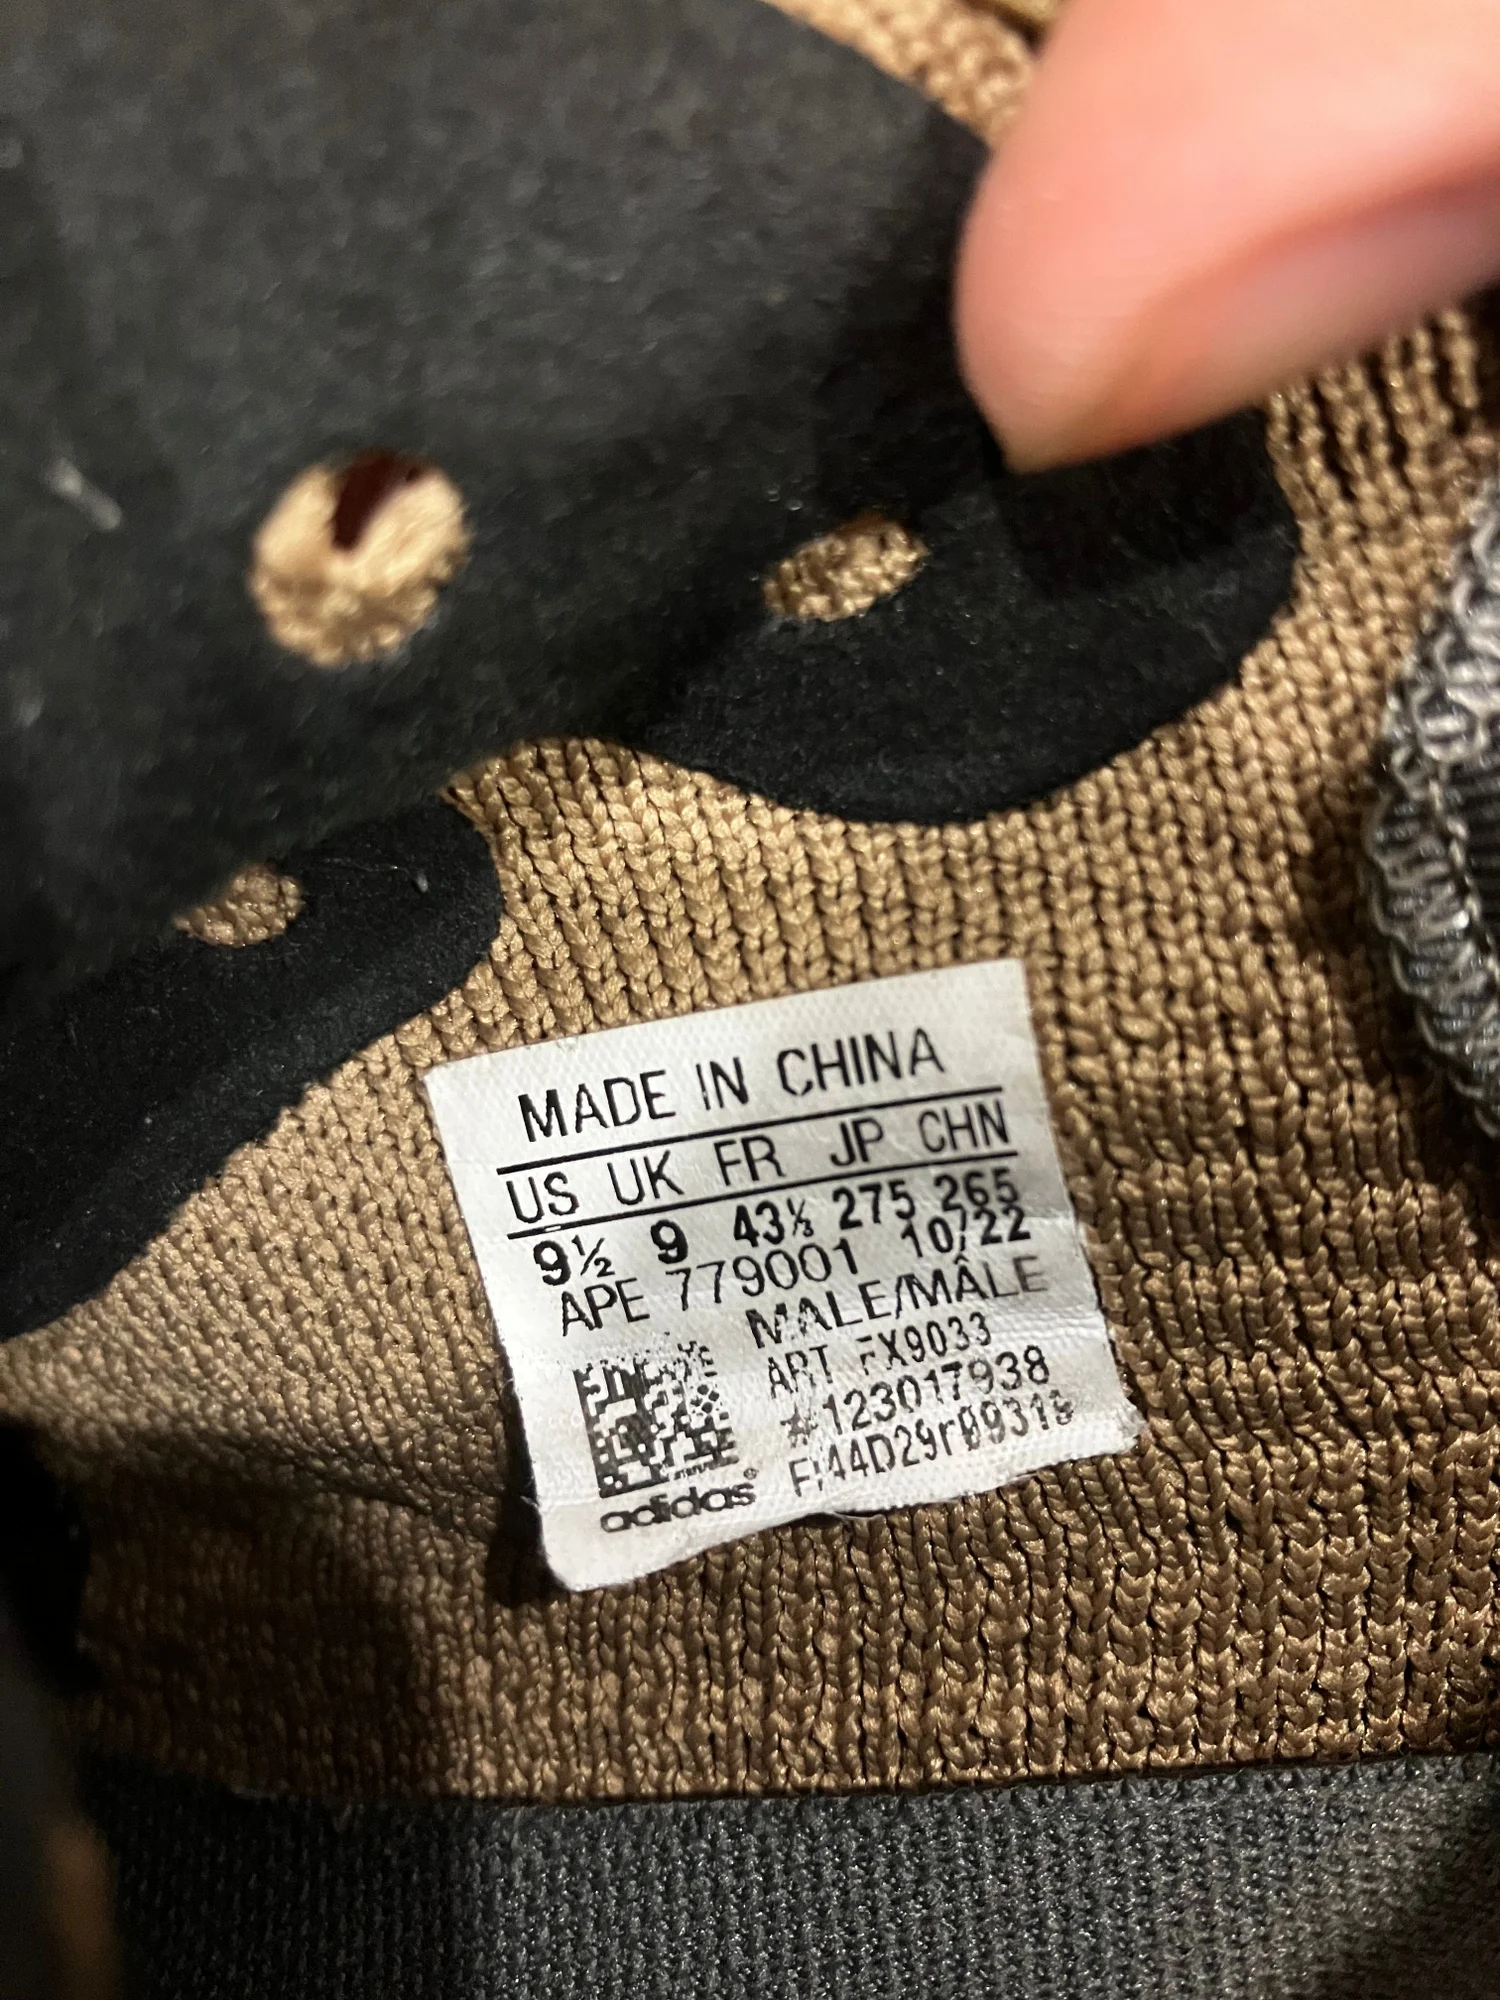 MADE IN CHINA
US UK FR JP CHN
9½ 9 43⅓ 275 265
APE 779001 10/22
MALE/MÂLE
ART FX9033
#123017938
adidas®